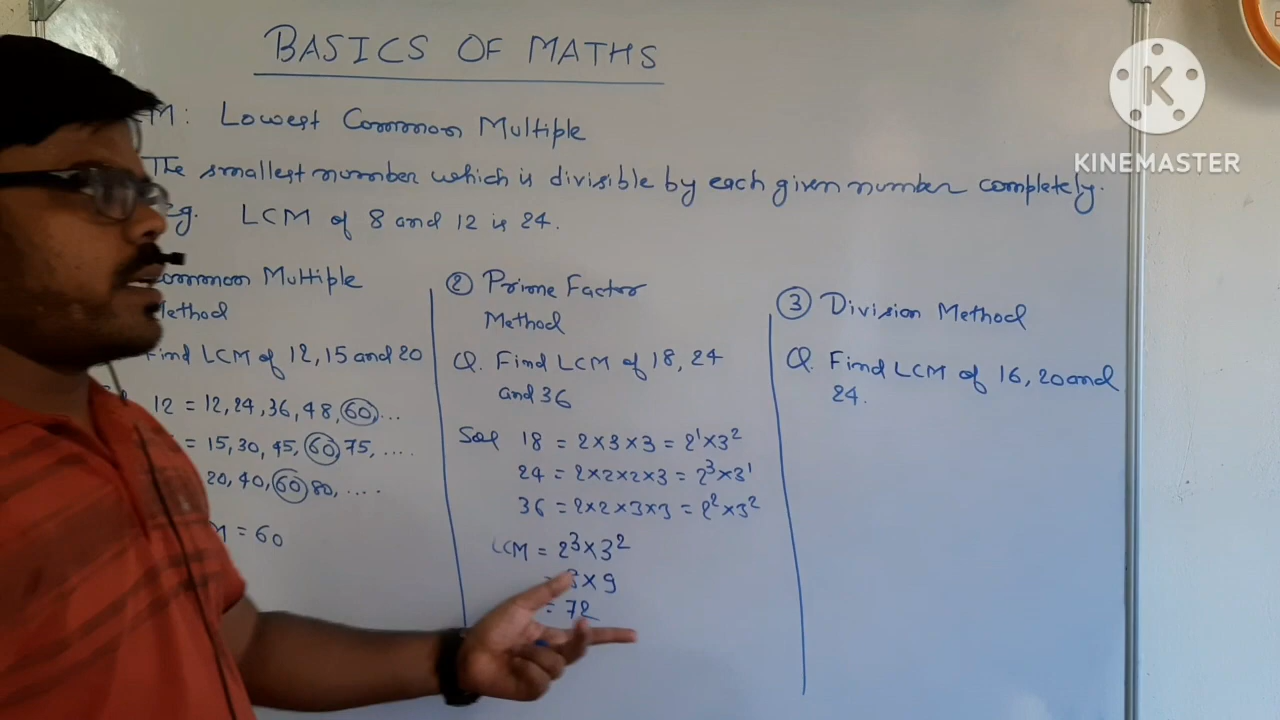 BASICS OF MATHS
M: Lowest Common Multiple
The smallest number which is divisible by each given number completely.
Eg. LCM of 8 and 12 is 24.
Common Multiple
Method
Find LCM of 12, 15 and 20
12 = 12, 24, 36, 48, 60, ...
= 15, 30, 45, 60, 75, ....
20, 40, 60, 80, ....
M = 60
② Prime Factor
Method
Q. Find LCM of 18, 24
and 36
Sol 18 = 2×3×3 = 2¹×3²
24 = 2×2×2×3 = 2³×3¹
36 = 2×2×3×3 = 2²×3²
LCM = 2³×3²
= 8×9
= 72
③ Division Method
Q. Find LCM of 16, 20 and
24.
K
KINEMASTER